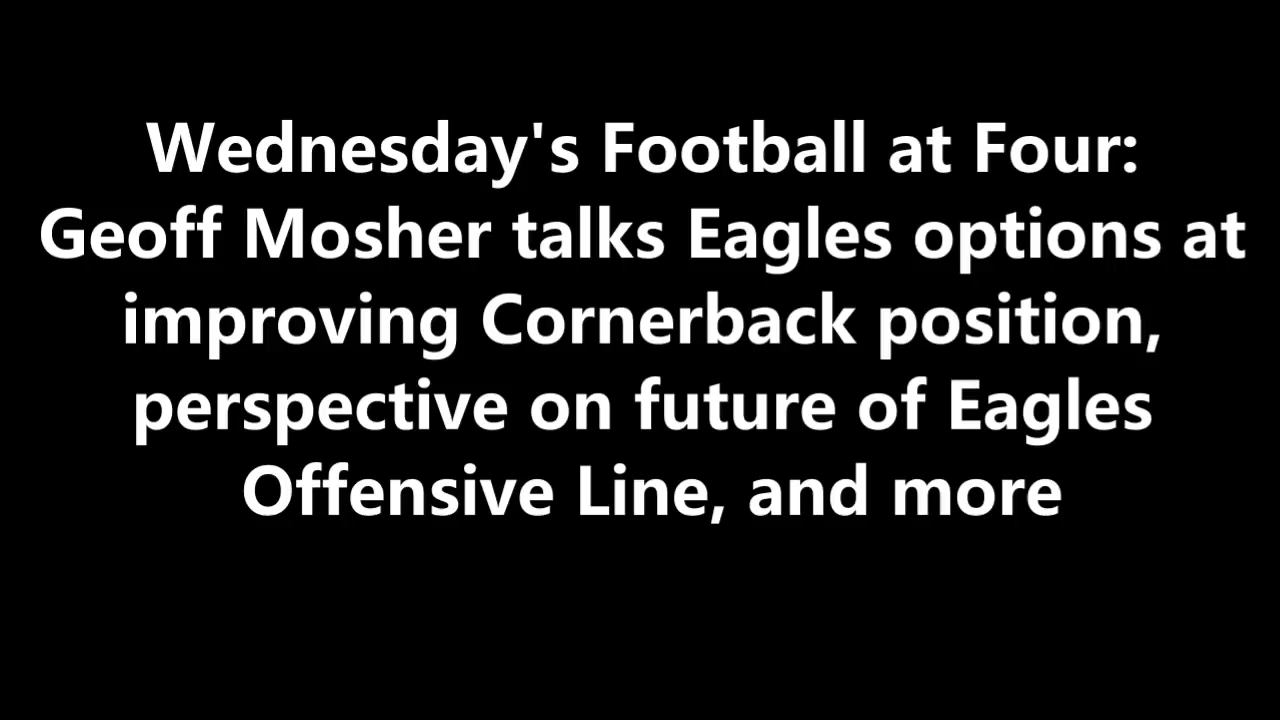 Wednesday's Football at Four:
Geoff Mosher talks Eagles options at
improving Cornerback position,
perspective on future of Eagles
Offensive Line, and more